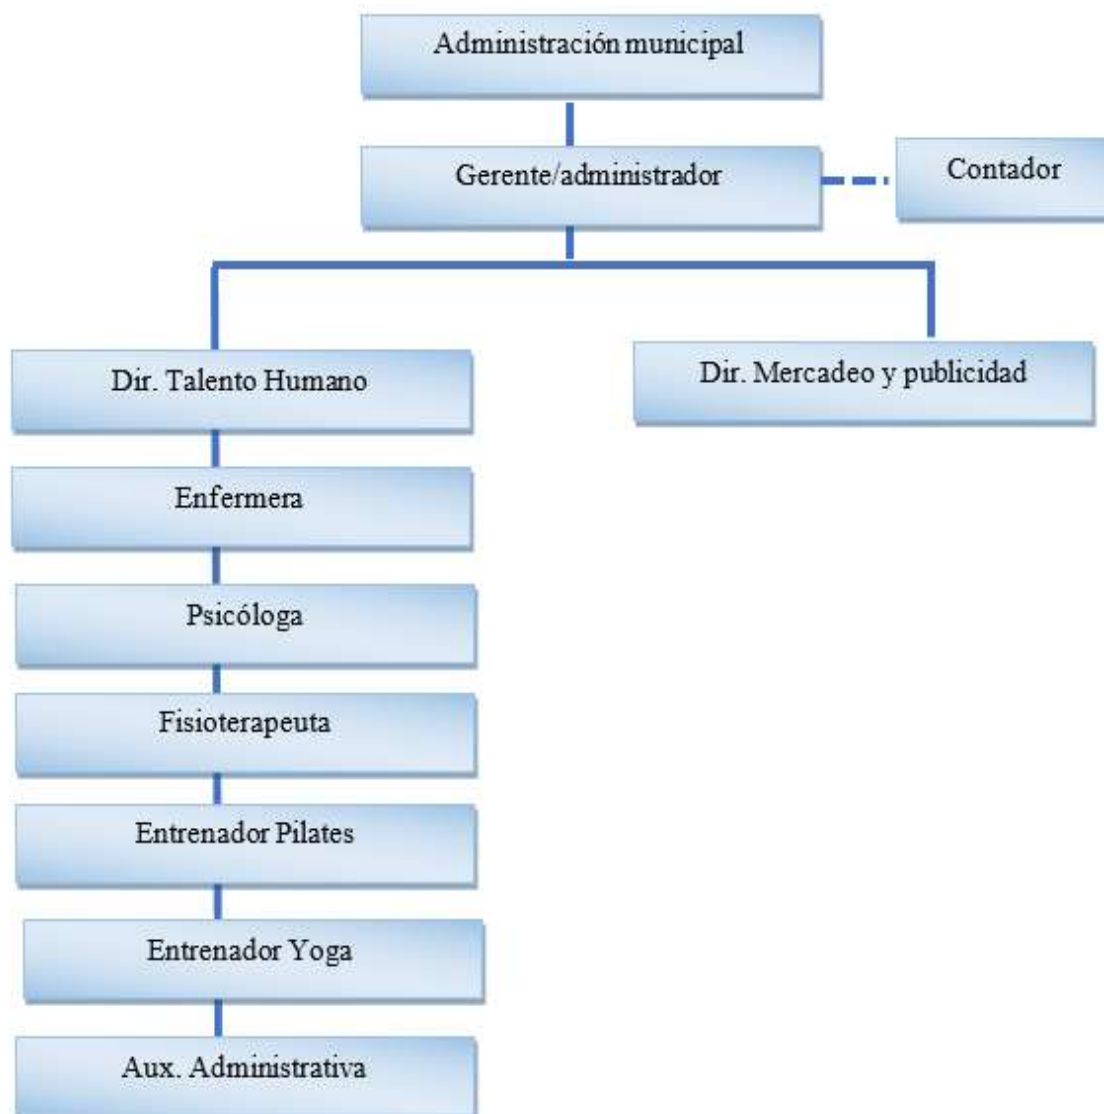 Administración municipal
Gerente/administrador
Contador
Dir. Talento Humano
Dir. Mercadeo y publicidad
Enfermera
Psicóloga
Fisioterapeuta
Entrenador Pilates
Entrenador Yoga
Aux. Administrativa